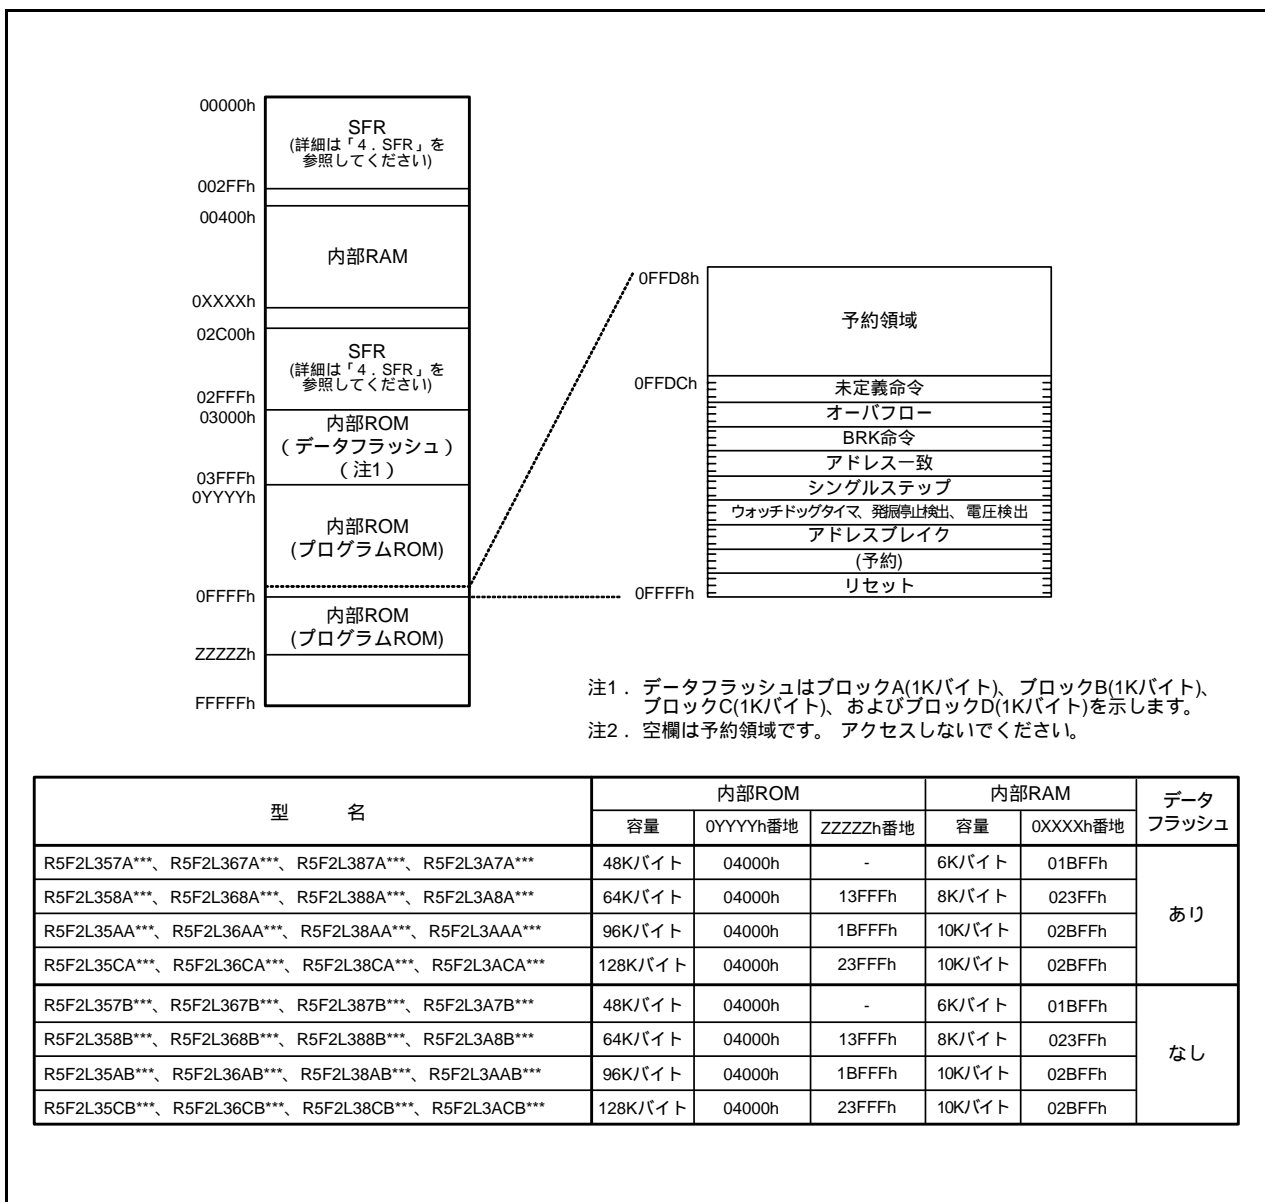 00000h
SFR
(詳細は「4．SFR」を
参照してください)
002FFh
00400h
内部RAM
0XXXXh
02C00h
SFR
(詳細は「4．SFR」を
参照してください)
02FFFh
03000h
内部ROM
(データフラッシュ)
(注1)
03FFFh
0YYYYh
内部ROM
(プログラムROM)
0FFFFh
内部ROM
(プログラムROM)
ZZZZZh
FFFFFh
0FFD8h
予約領域
0FFDCh
未定義命令
オーバフロー
BRK命令
アドレス一致
シングルステップ
ウォッチドッグタイマ、発振停止検出、電圧検出
アドレスブレイク
(予約)
0FFFFh
リセット
注1．データフラッシュはブロックA(1Kバイト)、ブロックB(1Kバイト)、
ブロックC(1Kバイト)、およびブロックD(1Kバイト)を示します。
注2．空欄は予約領域です。アクセスしないでください。
型　名 内部ROM 内部RAM データフラッシュ
容量 0YYYYh番地 ZZZZZh番地 容量 0XXXXh番地
R5F2L357A***、R5F2L367A***、R5F2L387A***、R5F2L3A7A*** 48Kバイト 04000h - 6Kバイト 01BFFh
R5F2L358A***、R5F2L368A***、R5F2L388A***、R5F2L3A8A*** 64Kバイト 04000h 13FFFh 8Kバイト 023FFh
あり
R5F2L35AA***、R5F2L36AA***、R5F2L38AA***、R5F2L3AAA*** 96Kバイト 04000h 1BFFFh 10Kバイト 02BFFh
R5F2L35CA***、R5F2L36CA***、R5F2L38CA***、R5F2L3ACA*** 128Kバイト 04000h 23FFFh 10Kバイト 02BFFh
R5F2L357B***、R5F2L367B***、R5F2L387B***、R5F2L3A7B*** 48Kバイト 04000h - 6Kバイト 01BFFh
R5F2L358B***、R5F2L368B***、R5F2L388B***、R5F2L3A8B*** 64Kバイト 04000h 13FFFh 8Kバイト 023FFh
なし
R5F2L35AB***、R5F2L36AB***、R5F2L38AB***、R5F2L3AAB*** 96Kバイト 04000h 1BFFFh 10Kバイト 02BFFh
R5F2L35CB***、R5F2L36CB***、R5F2L38CB***、R5F2L3ACB*** 128Kバイト 04000h 23FFFh 10Kバイト 02BFFh